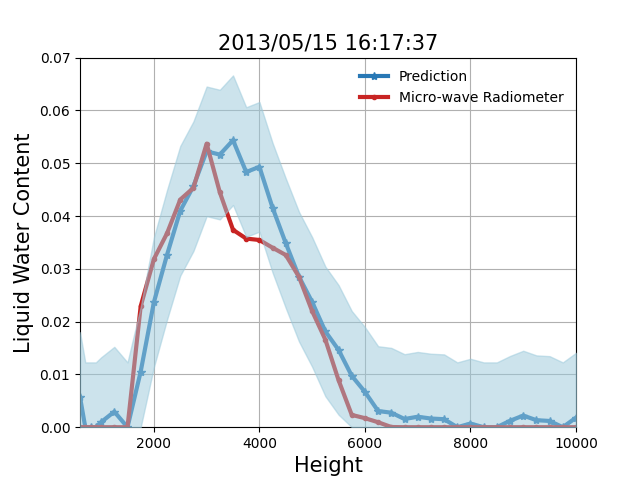 2013/05/15 16:17:37
0.07
0.06
0.05
0.04
0.03
0.02
0.01
0.00
Liquid Water Content
Prediction
Micro-wave Radiometer
2000 4000 6000 8000 10000
Height